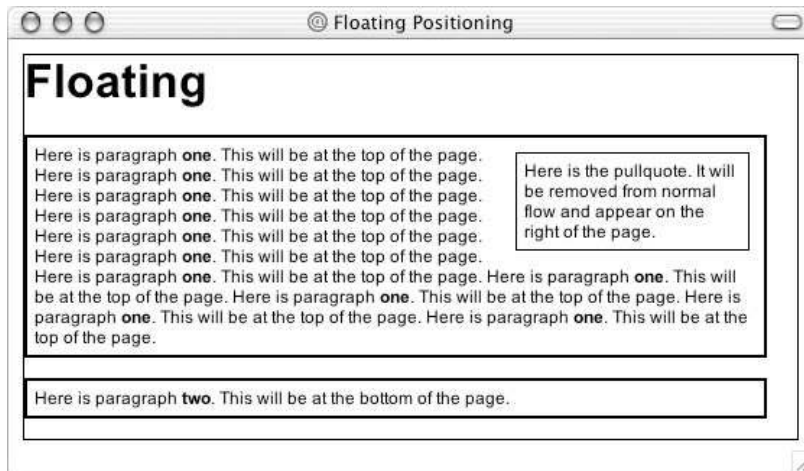 Floating Positioning
Floating
Here is paragraph one. This will be at the top of the page.
Here is paragraph one. This will be at the top of the page.
Here is paragraph one. This will be at the top of the page.
Here is paragraph one. This will be at the top of the page.
Here is paragraph one. This will be at the top of the page.
Here is paragraph one. This will be at the top of the page.
Here is the pullquote. It will
be removed from normal
flow and appear on the
right of the page.
Here is paragraph one. This will be at the top of the page. Here is paragraph one. This will
be at the top of the page. Here is paragraph one. This will be at the top of the page. Here is
paragraph one. This will be at the top of the page. Here is paragraph one. This will be at the
top of the page.
Here is paragraph two. This will be at the bottom of the page.